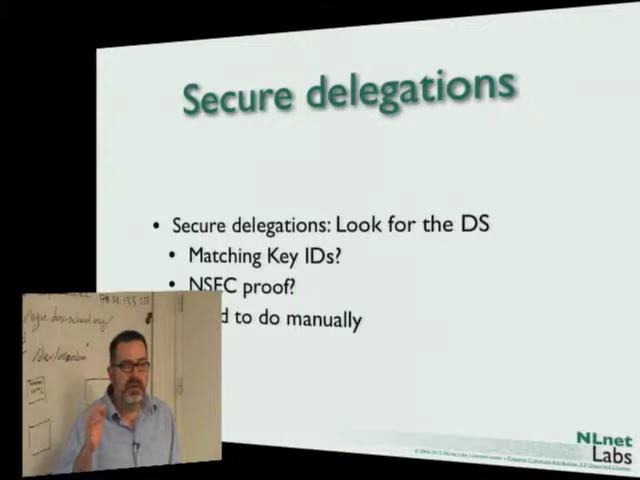 Secure delegations
• Secure delegations: Look for the DS
• Matching Key IDs?
• NSEC proof?
to do manually
NLnet
Labs